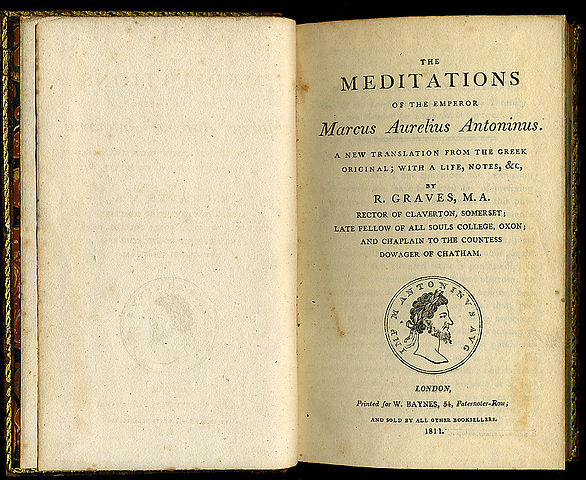 THE
MEDITATIONS
OF THE EMPEROR
Marcus Aurelius Antoninus.
A NEW TRANSLATION FROM THE GREEK
ORIGINAL; WITH A LIFE, NOTES, &C,
BY
R. GRAVES, M.A.
RECTOR OF CLAVERTON, SOMERSET;
LATE FELLOW OF ALL SOULS COLLEGE, OXON;
AND CHAPLAIN TO THE COUNTESS
DOWAGER OF CHATHAM.
IMP M ANTONINVS AVG
LONDON,
Printed for W. BAYNES, 54, Paternoster-Row;
AND SOLD BY ALL OTHER BOOKSELLERS.
1811.